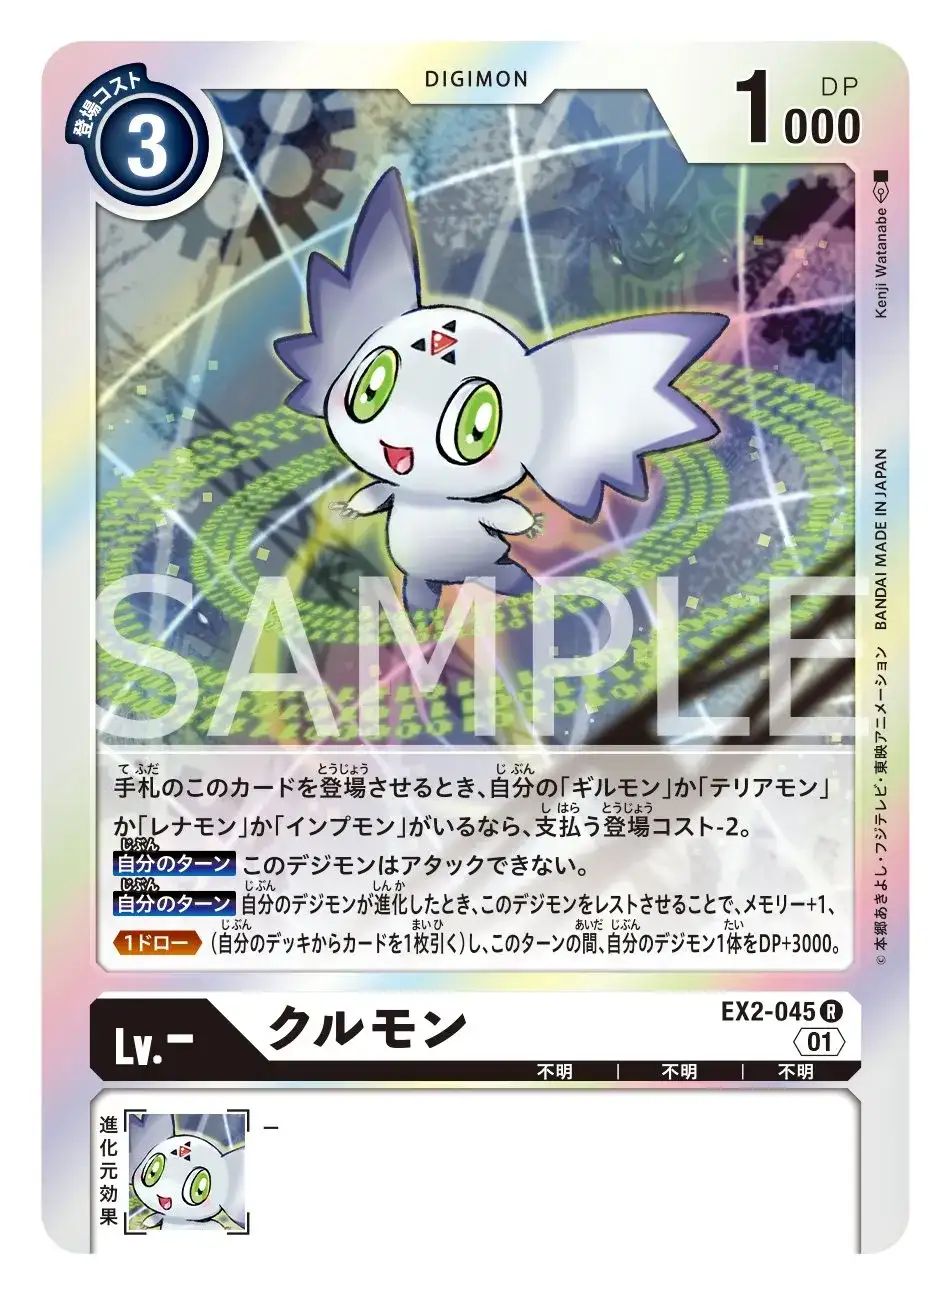 DIGIMON
登場コスト
3
DP
1000
Kenji Watanabe
手札のこのカードを登場させるとき、自分の「ギルモン」か「テリアモン」
か「レナモン」か「インプモン」がいるなら、支払う登場コスト-2。
自分のターン このデジモンはアタックできない。
自分のターン 自分のデジモンが進化したとき、このデジモンをレストさせることで、メモリー+1、
1ドロー (自分のデッキからカードを1枚引く)し、このターンの間、自分のデジモン1体をDP+3000。
SAMPLE
©本郷あきよし・フジテレビ・東映アニメーション BANDAI MADE IN JAPAN
Lv.-
クルモン
EX2-045 R
01
不明 | 不明 | 不明
進化元効果
-